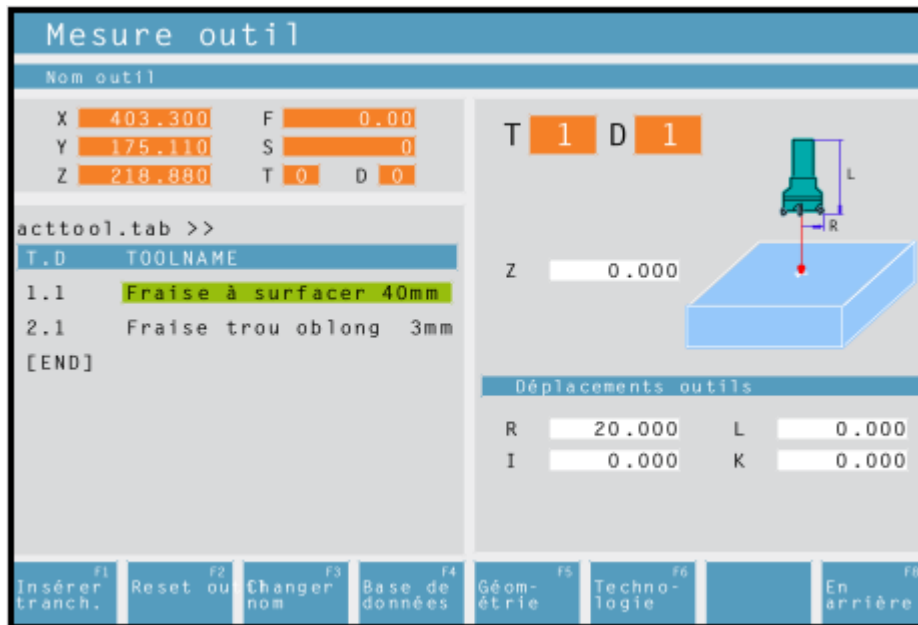 Mesure outil
Nom outil
X 403.300 F 0.00
Y 175.110 S 0
Z 218.880 T 0 D 0
T 1 D 1
L
R
Z 0.000
acttool.tab >>
T.D TOOLNAME
1.1 Fraise à surfacer 40mm
2.1 Fraise trou oblong 3mm
[END]
Déplacements outils
R 20.000 L 0.000
I 0.000 K 0.000
F1 F2 F3 F4 F5 F6 F8
Insérer Reset ou Changer Base de Géom- Techno- En
tranch. nom données étrie logie arrière